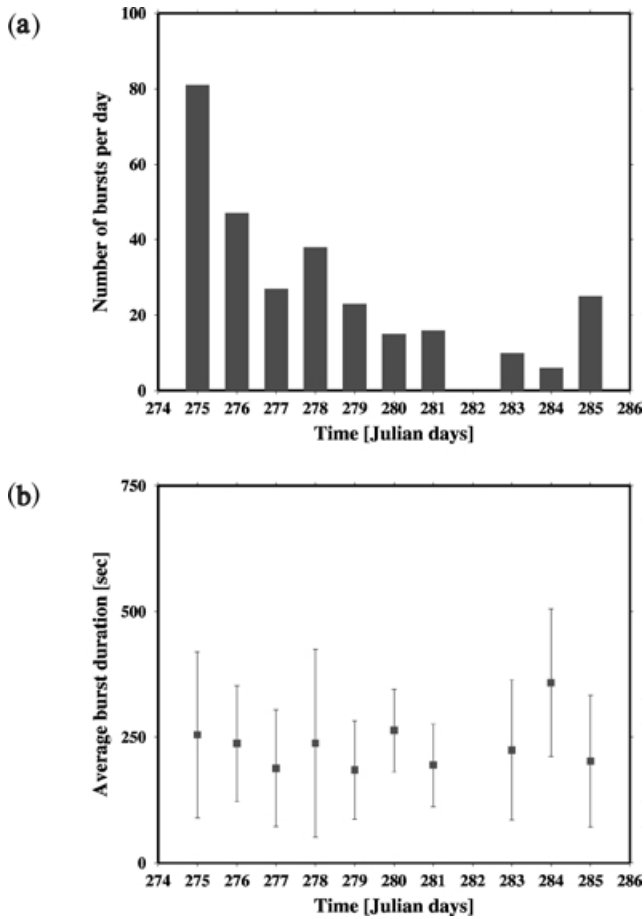 (a)
Number of bursts per day
100
80
60
40
20
0
274 275 276 277 278 279 280 281 282 283 284 285 286
Time [Julian days]
(b)
Average burst duration [sec]
750
500
250
0
274 275 276 277 278 279 280 281 282 283 284 285 286
Time [Julian days]